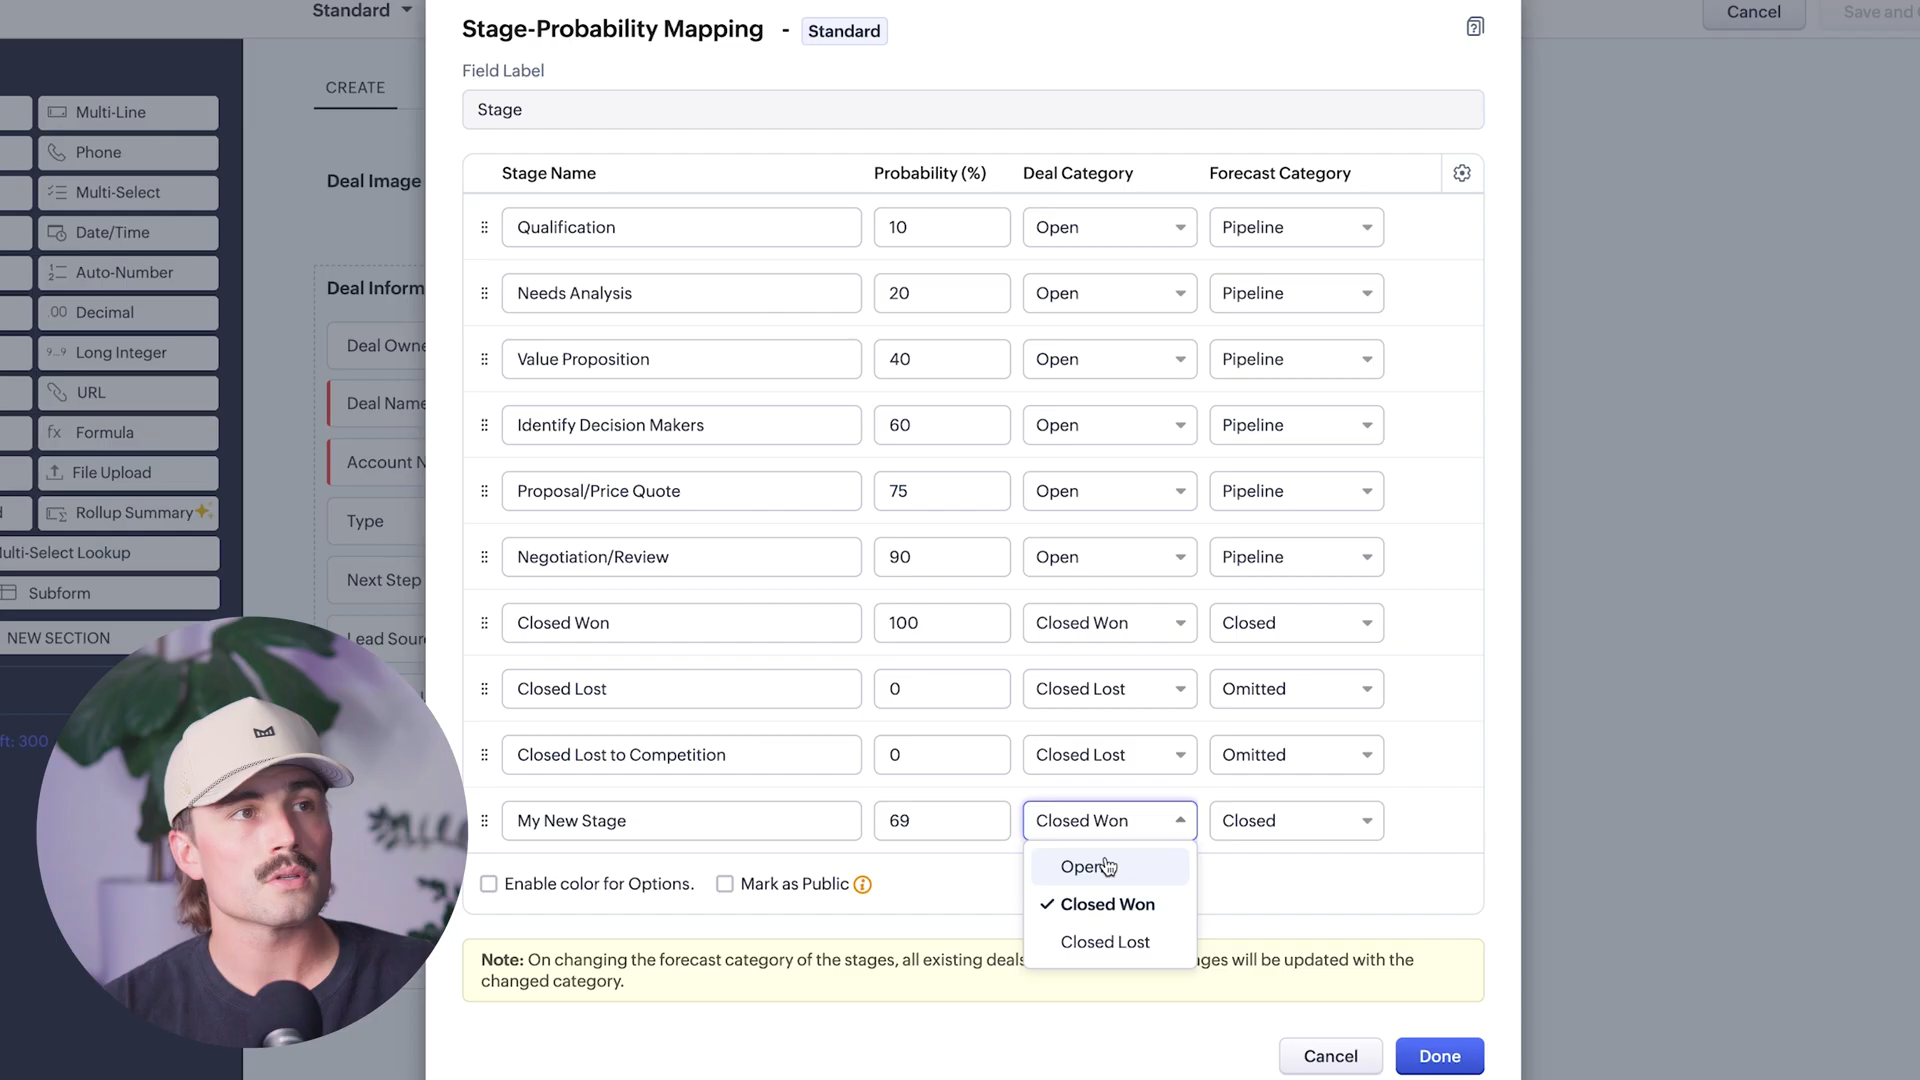 Standard
Stage-Probability Mapping - Standard
Cancel
Save and
Field Label
Stage
CREATE
Multi-Line
Phone
Multi-Select
Date/Time
Auto-Number
Decimal
Long Integer
URL
Formula
File Upload
Rollup Summary
Multi-Select Lookup
Subform
NEW SECTION
ft: 300
Deal Image
Deal Inform
Deal Owne
Deal Name
Account N
Type
Next Step
Lead Sour
Stage Name Probability (%) Deal Category Forecast Category
Qualification 10 Open Pipeline
Needs Analysis 20 Open Pipeline
Value Proposition 40 Open Pipeline
Identify Decision Makers 60 Open Pipeline
Proposal/Price Quote 75 Open Pipeline
Negotiation/Review 90 Open Pipeline
Closed Won 100 Closed Won Closed
Closed Lost 0 Closed Lost Omitted
Closed Lost to Competition 0 Closed Lost Omitted
My New Stage 69 Closed Won Closed
Open
Closed Won
Closed Lost
Enable color for Options. Mark as Public
Note: On changing the forecast category of the stages, all existing deals ges will be updated with the
changed category.
Cancel
Done